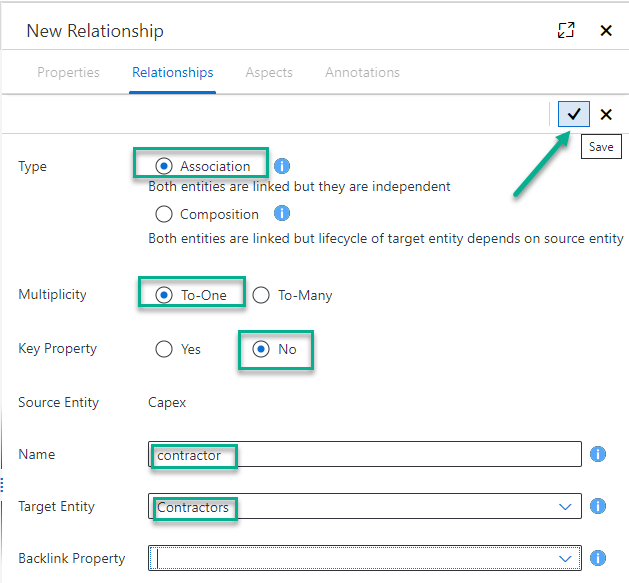 New Relationship
Properties Relationships Aspects Annotations
Save
Type Association
Both entities are linked but they are independent
Composition
Both entities are linked but lifecycle of target entity depends on source entity
Multiplicity To-One To-Many
Key Property Yes No
Source Entity Capex
Name contractor
Target Entity Contractors
Backlink Property